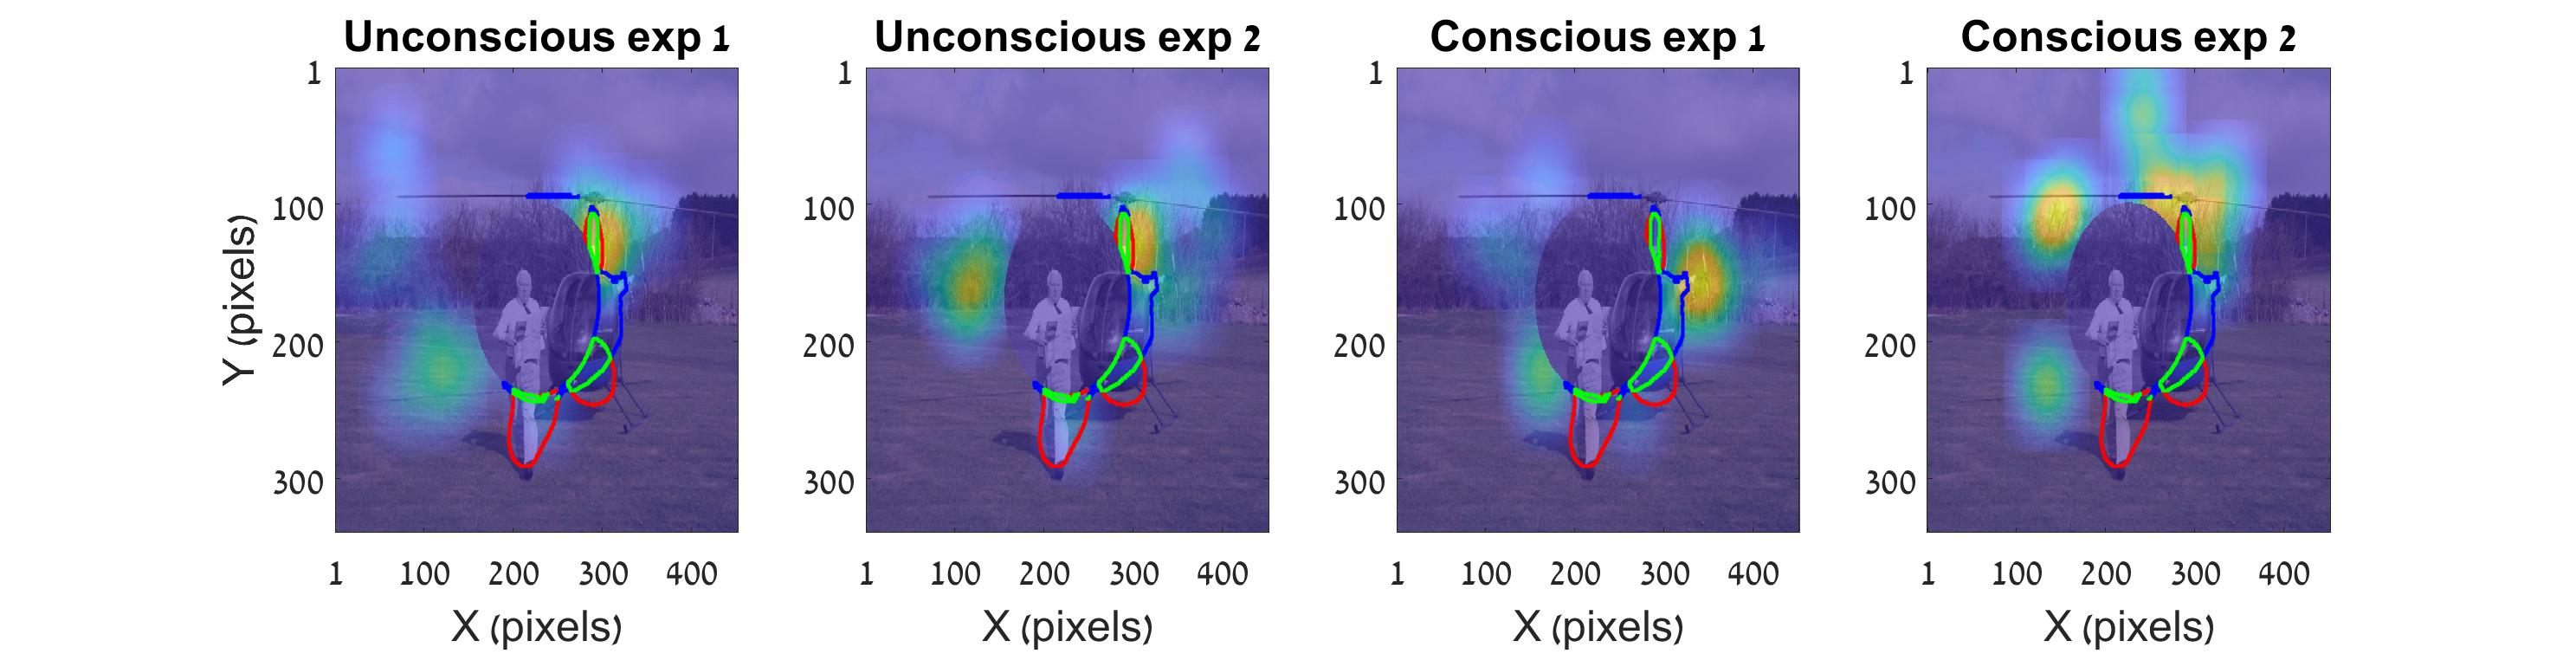 Unconscious exp 1 Unconscious exp 2 Conscious exp 1 Conscious exp 2
1 1 1 1
100 100 100 100
Y (pixels)
200 200 200 200
300 300 300 300
1 100 200 300 400 1 100 200 300 400 1 100 200 300 400 1 100 200 300 400
X (pixels) X (pixels) X (pixels) X (pixels)